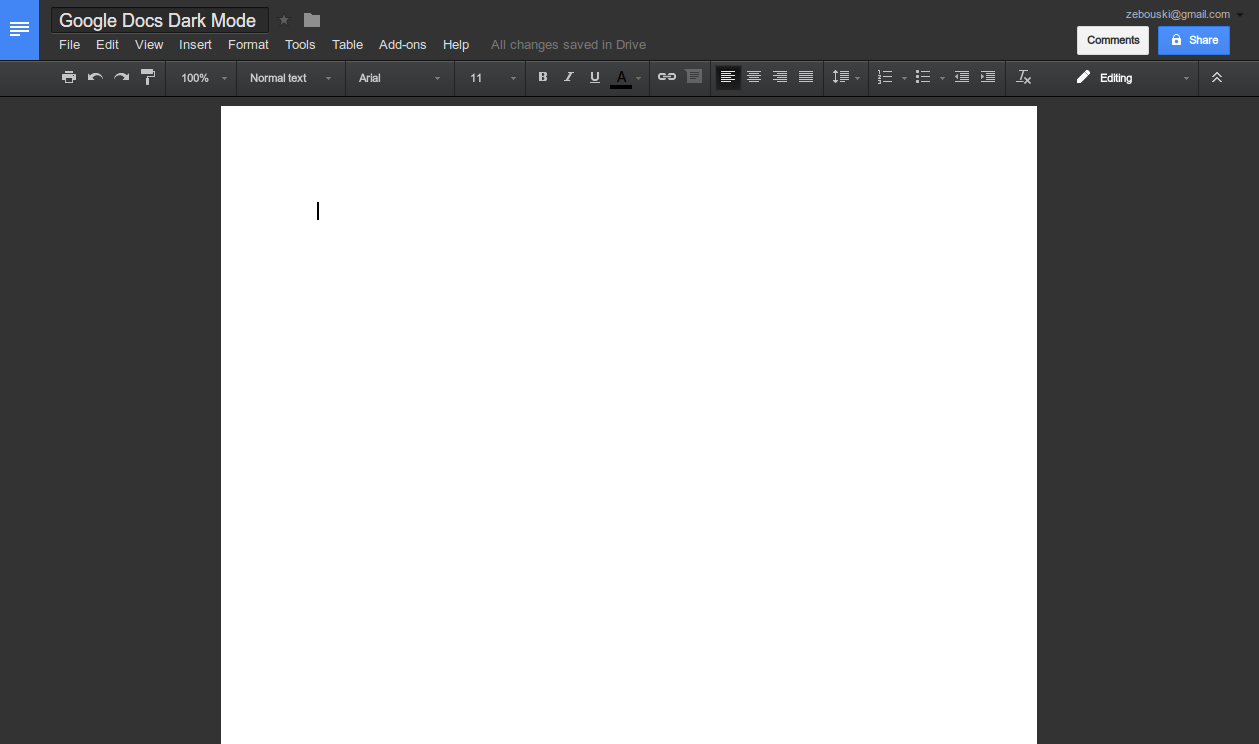 Google Docs Dark Mode
zebouski@gmail.com
File Edit View Insert Format Tools Table Add-ons Help All changes saved in Drive
Comments Share
100% Normal text Arial 11 B I U A Editing